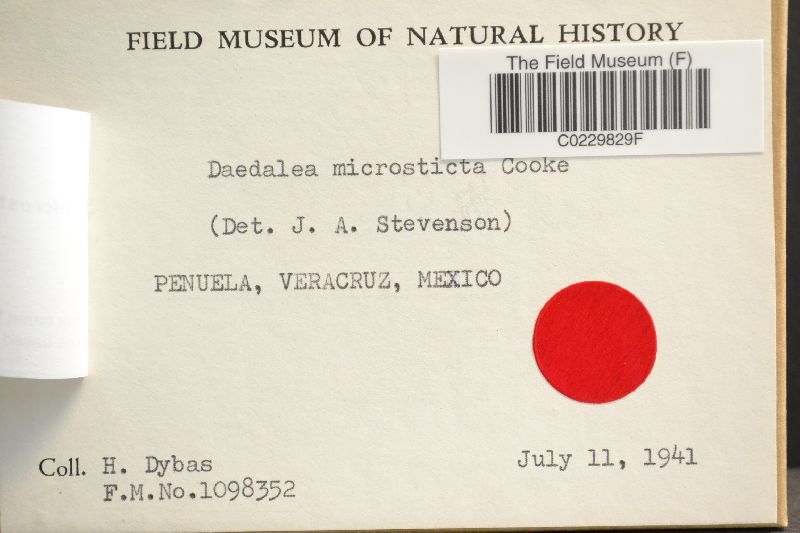 FIELD MUSEUM OF NATURAL HISTORY
The Field Museum (F)
C0229829F
Daedalea microsticta Cooke
(Det. J. A. Stevenson)
PENUELA, VERACRUZ, MEXICO
Coll. H. Dybas
July 11, 1941
F.M.No.1098352